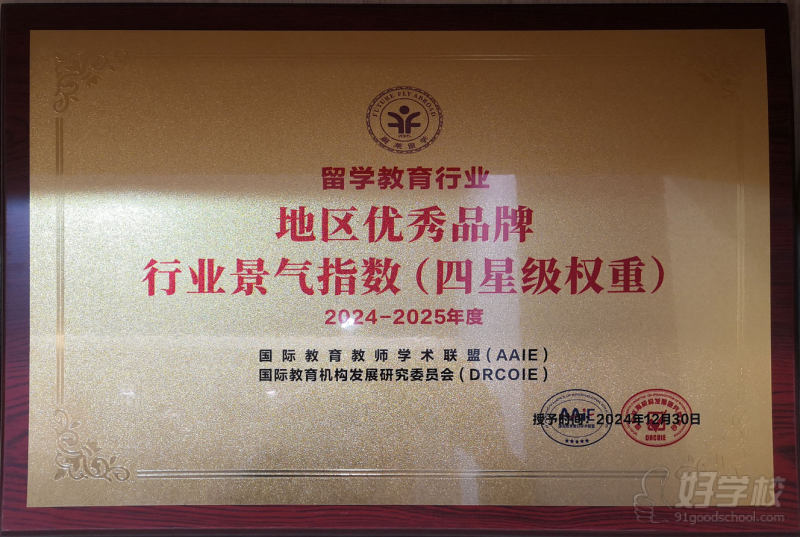 FUTURE FLY ABROAD
留学教育行业
地区优秀品牌
行业景气指数(四星级权重)
2024-2025年度
国际教育教师学术联盟(AAIE)
国际教育机构发展研究委员会(DRCOIE)
AAiE
授予时间: 2024年12月30日
DRCOIE
好学校
91goodschool.com